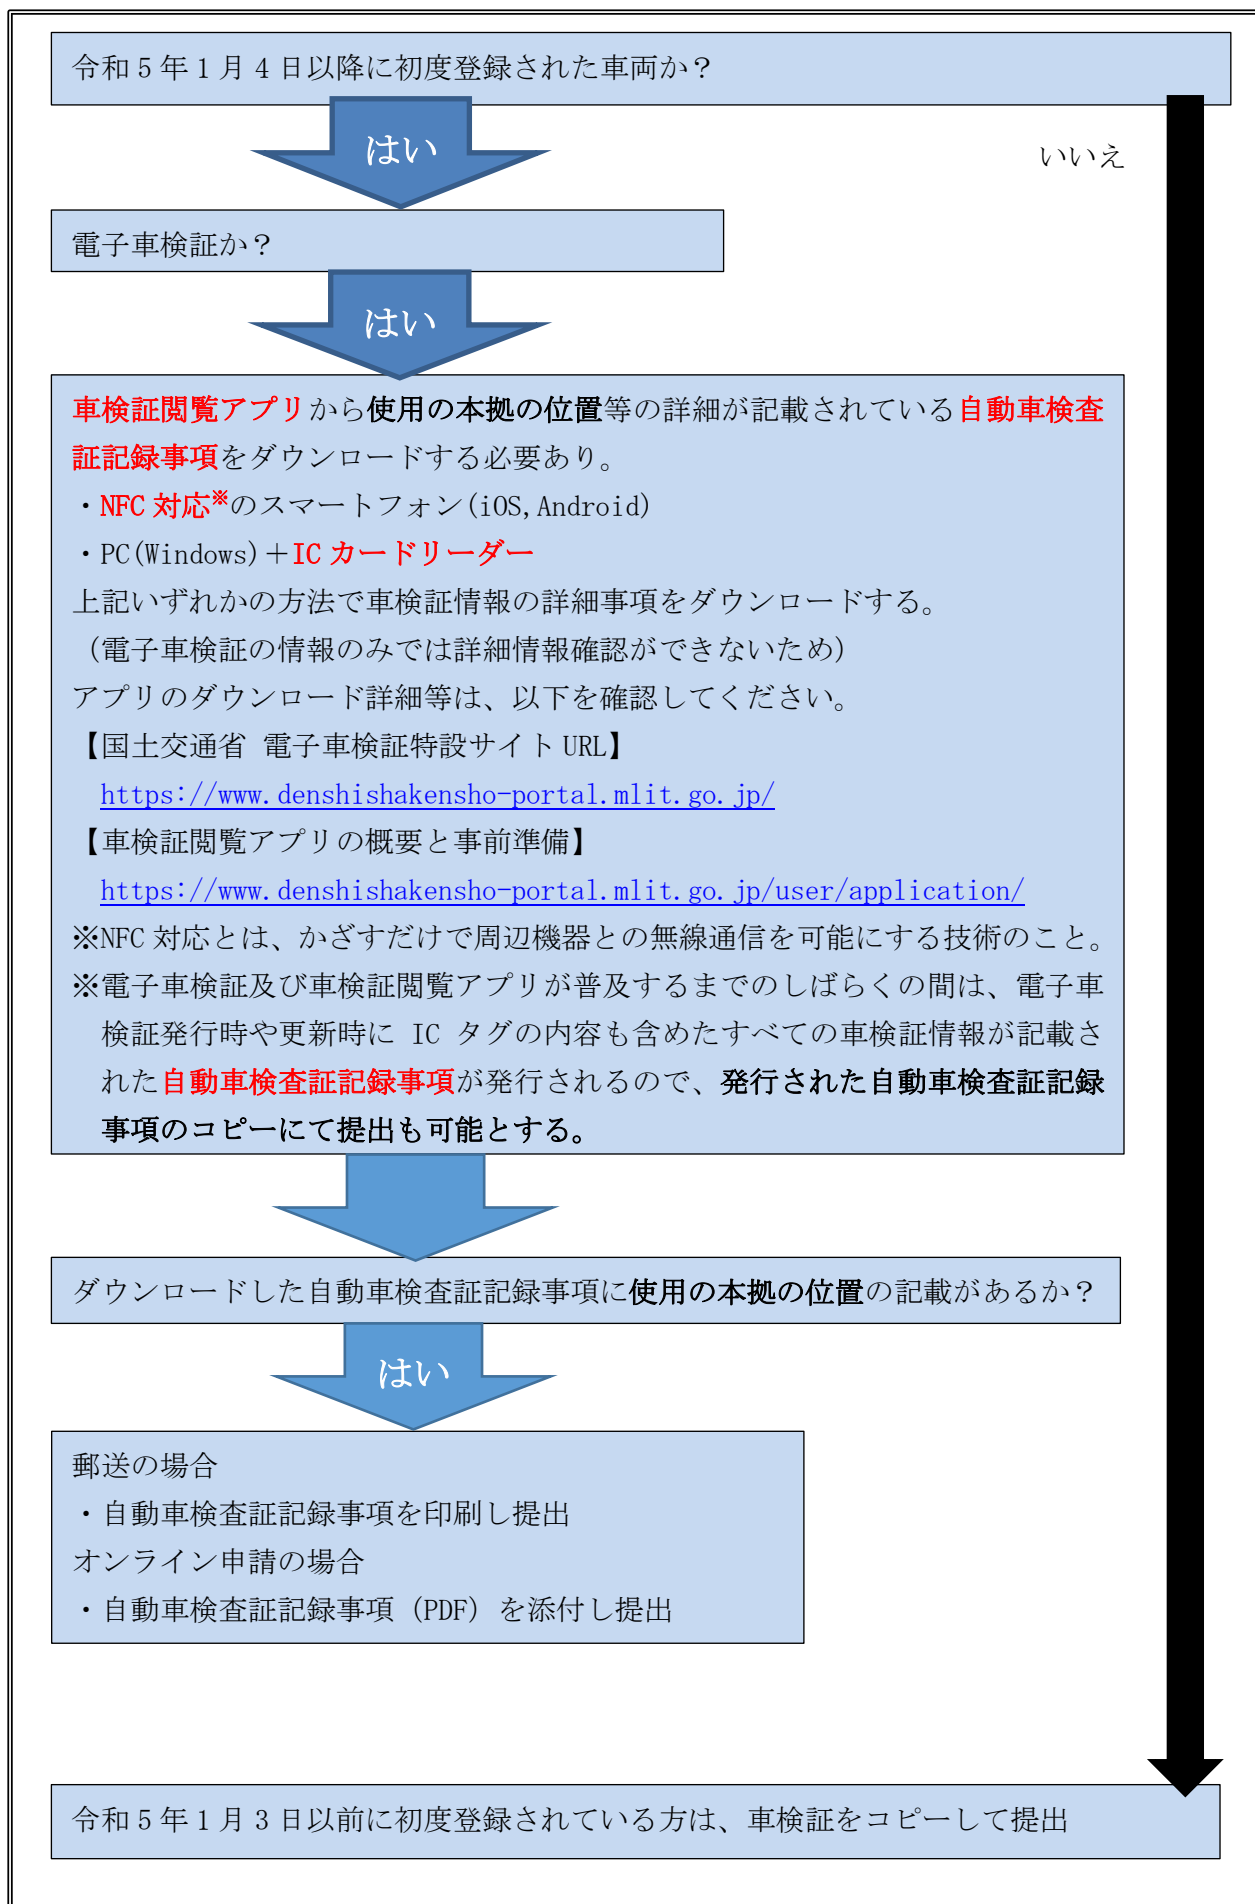 令和5年1月4日以降に初度登録された車両か？
はい
いいえ
電子車検証か？
はい
車検証閲覧アプリから使用の本拠の位置等の詳細が記載されている自動車検査
証記録事項をダウンロードする必要あり。
・NFC 対応※のスマートフォン(iOS,Android)
・PC(Windows)＋IC カードリーダー
上記いずれかの方法で車検証情報の詳細事項をダウンロードする。
（電子車検証の情報のみでは詳細情報確認ができないため）
アプリのダウンロード詳細等は、以下を確認してください。
【国土交通省 電子車検証特設サイト URL】
https://www.denshishakensho-portal.mlit.go.jp/
【車検証閲覧アプリの概要と事前準備】
https://www.denshishakensho-portal.mlit.go.jp/user/application/
※NFC 対応とは、かざすだけで周辺機器との無線通信を可能にする技術のこと。
※電子車検証及び車検証閲覧アプリが普及するまでのしばらくの間は、電子車
検証発行時や更新時に IC タグの内容も含めたすべての車検証情報が記載さ
れた自動車検査証記録事項が発行されるので、発行された自動車検査証記録
事項のコピーにて提出も可能とする。
ダウンロードした自動車検査証記録事項に使用の本拠の位置の記載があるか？
はい
郵送の場合
・自動車検査証記録事項を印刷し提出
オンライン申請の場合
・自動車検査証記録事項（PDF）を添付し提出
令和5年1月3日以前に初度登録されている方は、車検証をコピーして提出